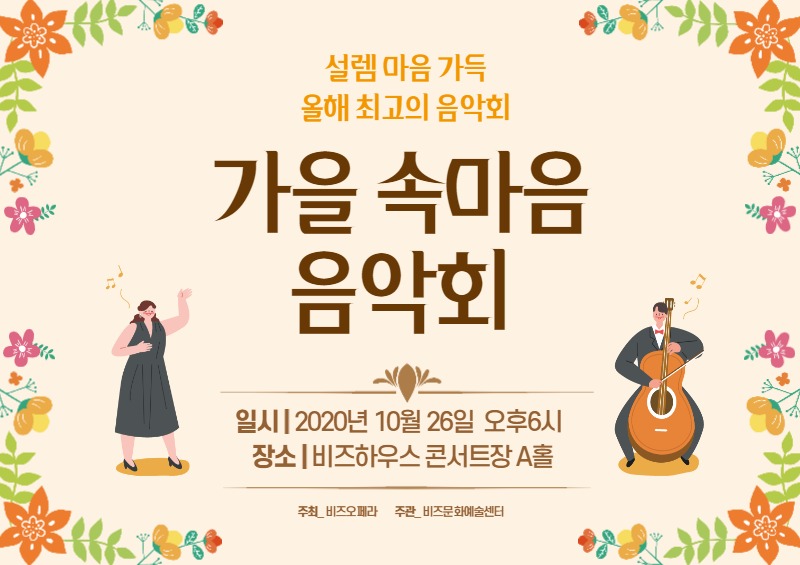 설렘 마음 가득
올해 최고의 음악회
가을 속마음
음악회
일시 | 2020년 10월 26일 오후6시
장소 | 비즈하우스 콘서트장 A홀
주최_ 비즈오페라 주관_ 비즈문화예술센터